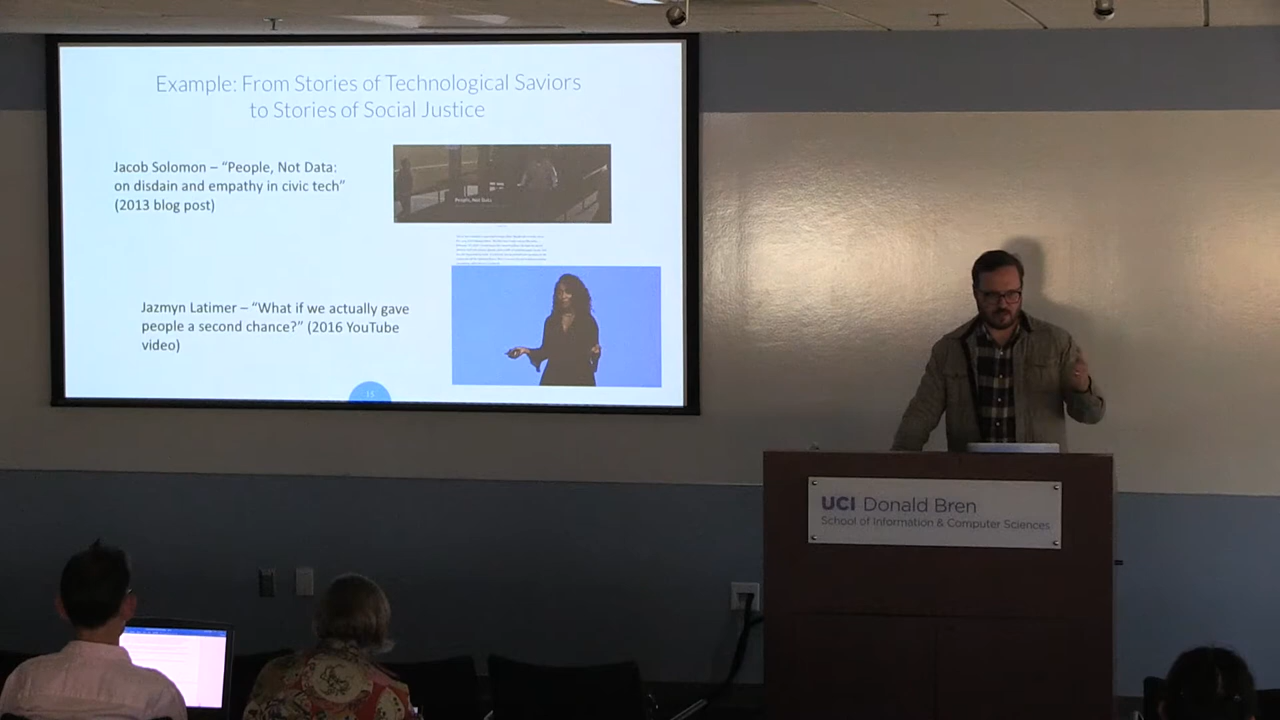 Example: From Stories of Technological Saviors
to Stories of Social Justice
Jacob Solomon – “People, Not Data:
on disdain and empathy in civic tech”
(2013 blog post)
People, Not Data
Jazmyn Latimer – “What if we actually gave
people a second chance?” (2016 YouTube
video)
15
UCI Donald Bren
School of Information & Computer Sciences